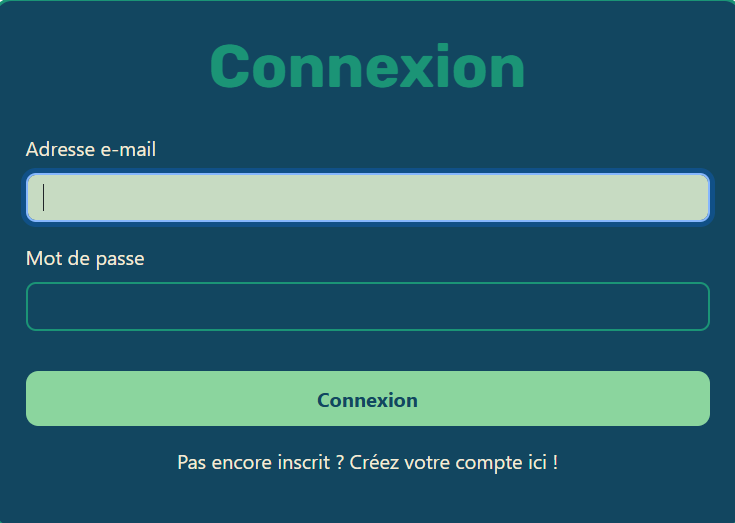 Connexion
Adresse e-mail
Mot de passe
Connexion
Pas encore inscrit ? Créez votre compte ici !